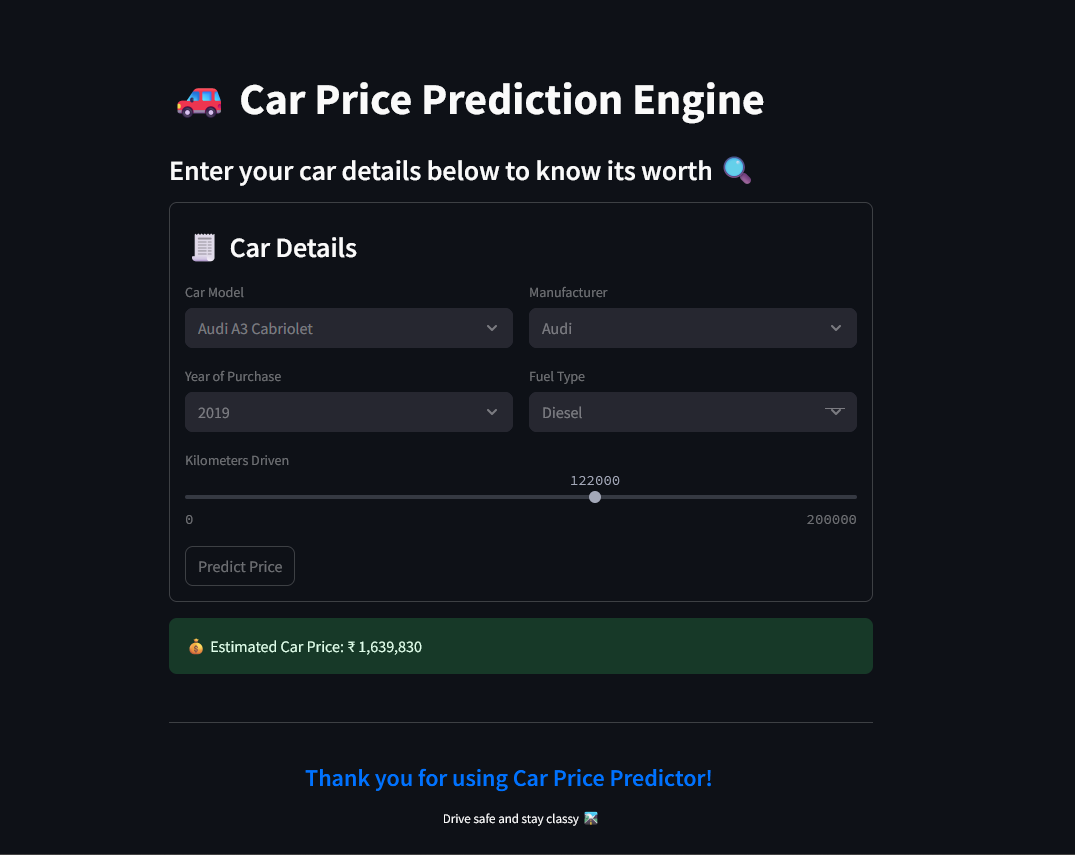 Car Price Prediction Engine
Enter your car details below to know its worth
Car Details
Car Model
Manufacturer
Audi A3 Cabriolet
Audi
Year of Purchase
Fuel Type
2019
Diesel
Kilometers Driven
122000
0
200000
Predict Price
Estimated Car Price: ₹ 1,639,830
Thank you for using Car Price Predictor!
Drive safe and stay classy